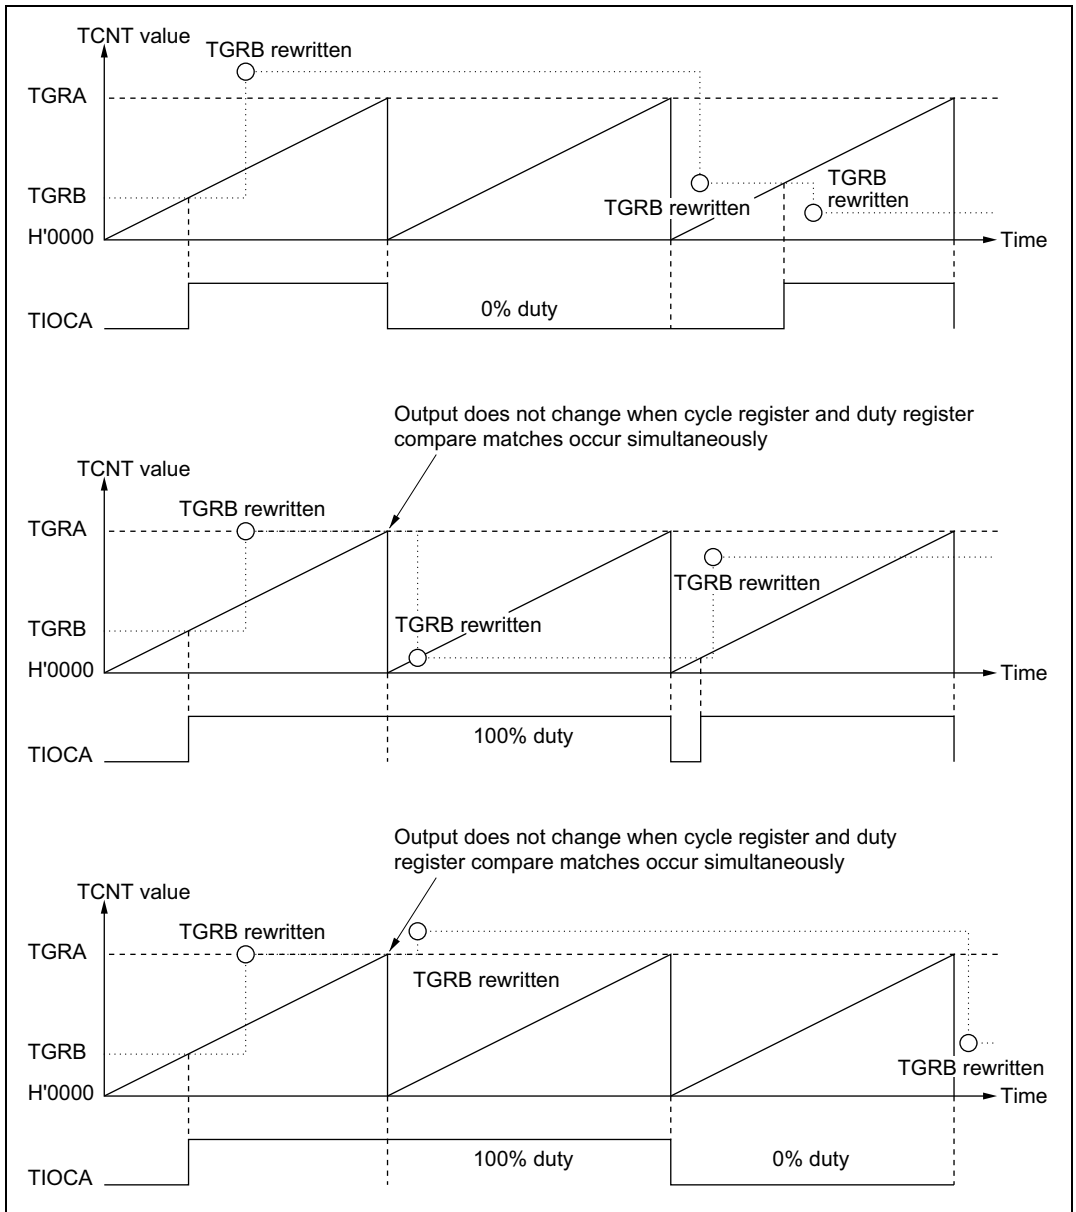 TCNT value
TGRB rewritten
TGRA
TGRB
TGRB
rewritten
TGRB rewritten
H'0000
Time
TIOCA
0% duty
Output does not change when cycle register and duty register
compare matches occur simultaneously
TCNT value
TGRB rewritten
TGRA
TGRB rewritten
TGRB
TGRB rewritten
H'0000
Time
TIOCA
100% duty
Output does not change when cycle register and duty
register compare matches occur simultaneously
TCNT value
TGRB rewritten
TGRA
TGRB rewritten
TGRB
TGRB rewritten
H'0000
Time
TIOCA
100% duty
0% duty